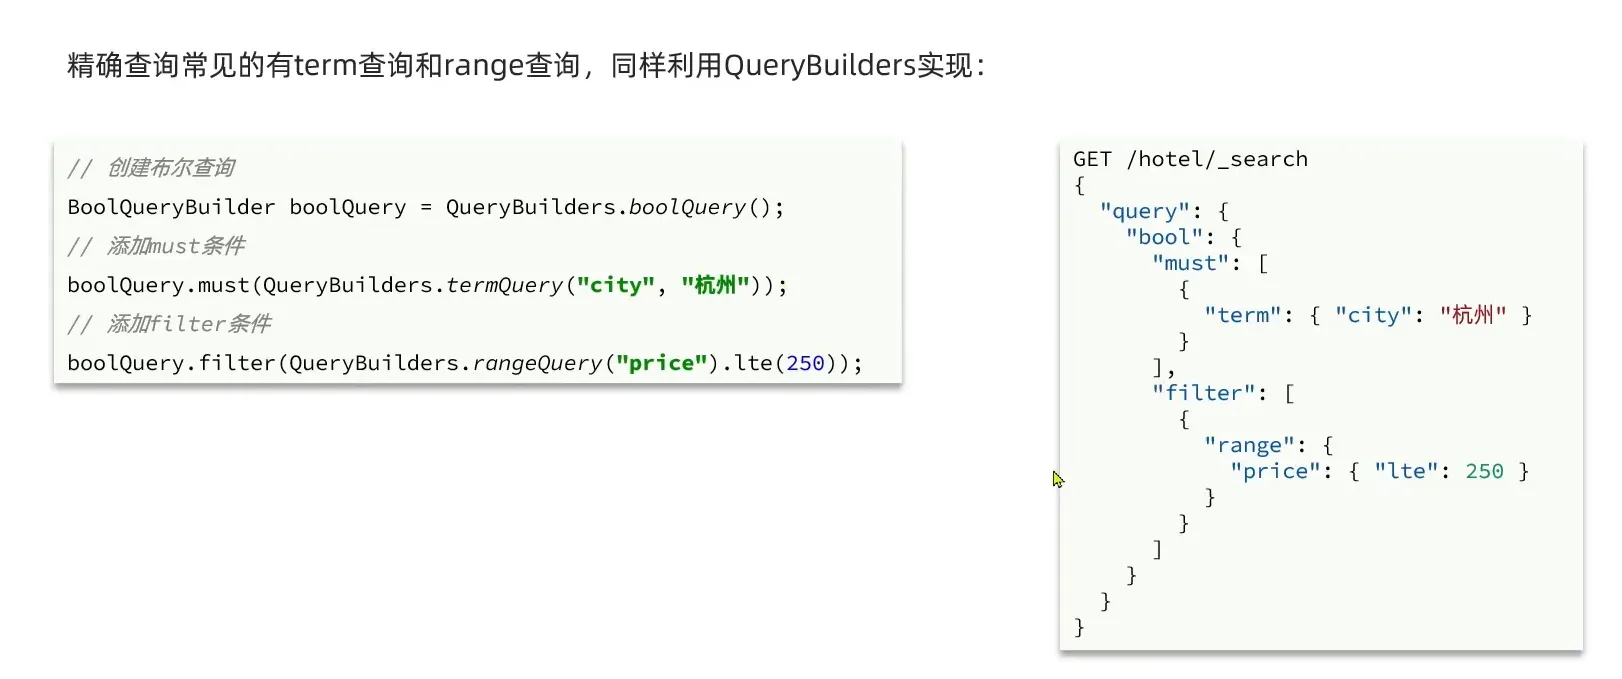 精确查询常见的有term查询和range查询，同样利用QueryBuilders实现：
// 创建布尔查询
BoolQueryBuilder boolQuery = QueryBuilders.boolQuery();
// 添加must条件
boolQuery.must(QueryBuilders.termQuery("city", "杭州"));
// 添加filter条件
boolQuery.filter(QueryBuilders.rangeQuery("price").lte(250));
GET /hotel/_search
{
  "query": {
    "bool": {
      "must": [
        {
          "term": { "city": "杭州" }
        }
      ],
      "filter": [
        {
          "range": {
            "price": { "lte": 250 }
          }
        }
      ]
    }
  }
}